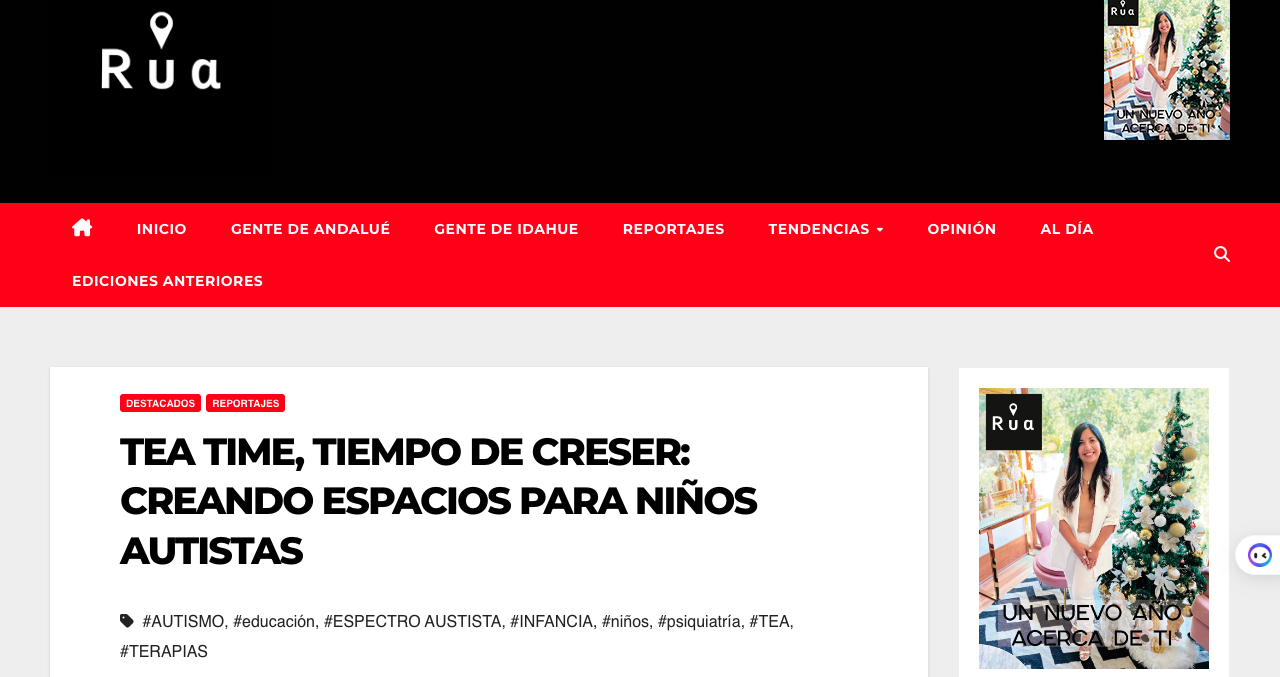 Rua
Rua
UN NUEVO AÑO
ACERCA DE TI
INICIO GENTE DE ANDALUÉ GENTE DE IDAHUE REPORTAJES TENDENCIAS OPINIÓN AL DÍA
EDICIONES ANTERIORES
DESTACADOS REPORTAJES
TEA TIME, TIEMPO DE CRESER:
CREANDO ESPACIOS PARA NIÑOS
AUTISTAS
#AUTISMO, #educación, #ESPECTRO AUSTISTA, #INFANCIA, #niños, #psiquiatría, #TEA,
#TERAPIAS
Rua
UN NUEVO AÑO
ACERCA DE TI